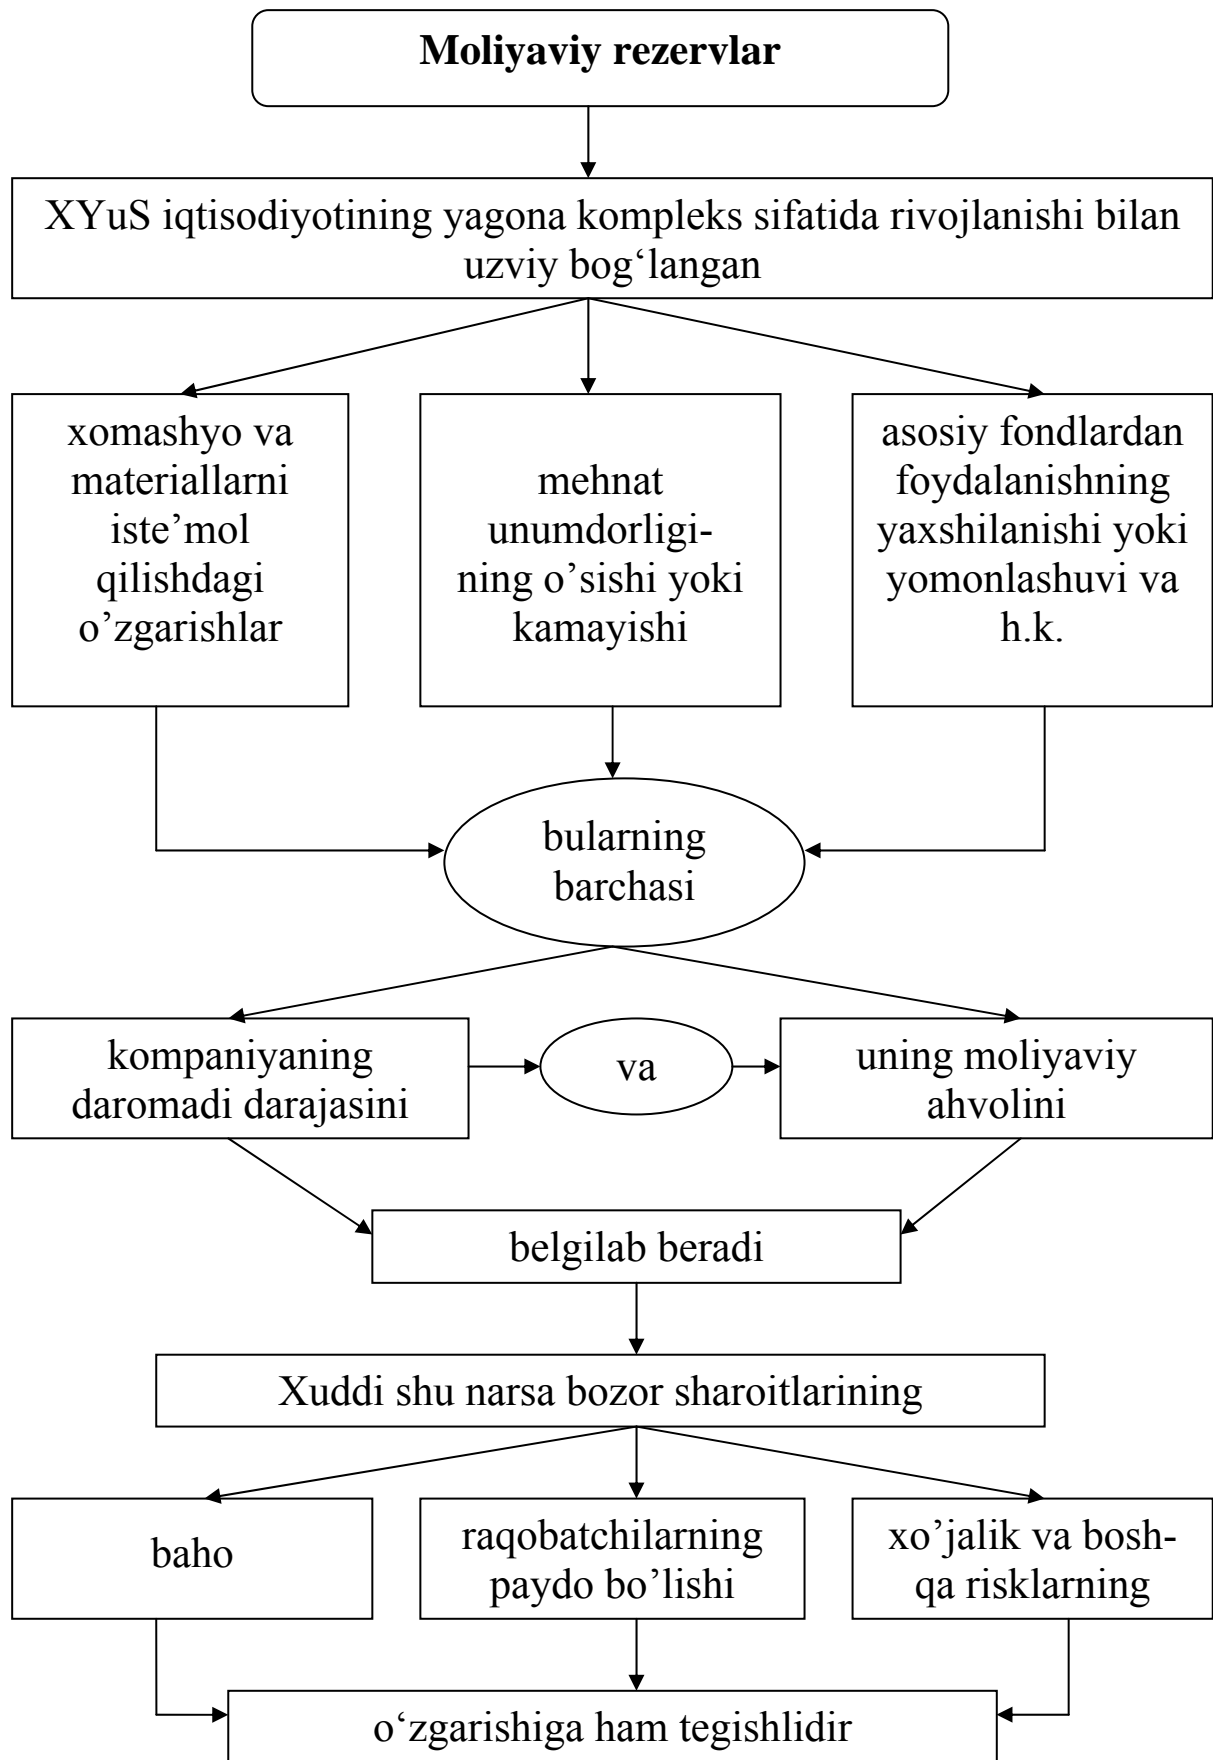 Moliyaviy rezervlar
XYuS iqtisodiyotining yagona kompleks sifatida rivojlanishi bilan
uzviy bog‘langan
xomashyo va
materiallarni
iste’mol
qilishdagi
o’zgarishlar
mehnat
unumdorligi-
ning o’sishi yoki
kamayishi
asosiy fondlardan
foydalanishning
yaxshilanishi yoki
yomonlashuvi va
h.k.
bularning
barchasi
kompaniyaning
daromadi darajasini
va
uning moliyaviy
ahvolini
belgilab beradi
Xuddi shu narsa bozor sharoitlarining
baho
raqobatchilarning
paydo bo’lishi
xo’jalik va bosh-
qa risklarning
o‘zgarishiga ham tegishlidir